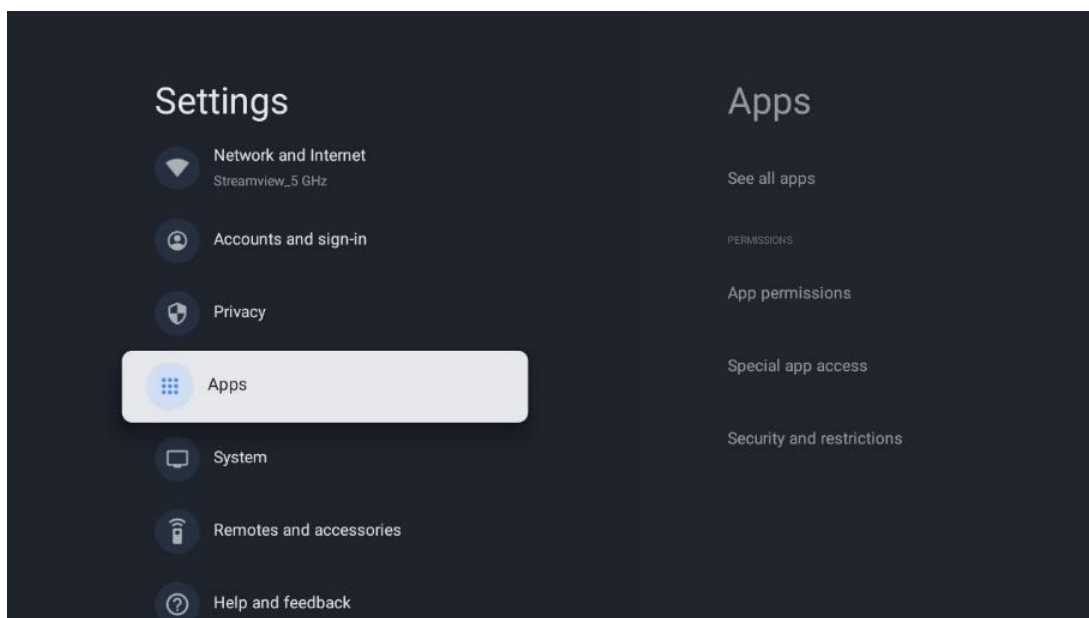 Settings
Network and Internet
Streamview_5 GHz
Accounts and sign-in
Privacy
Apps
System
Remotes and accessories
Help and feedback
Apps
See all apps
PERMISSIONS
App permissions
Special app access
Security and restrictions